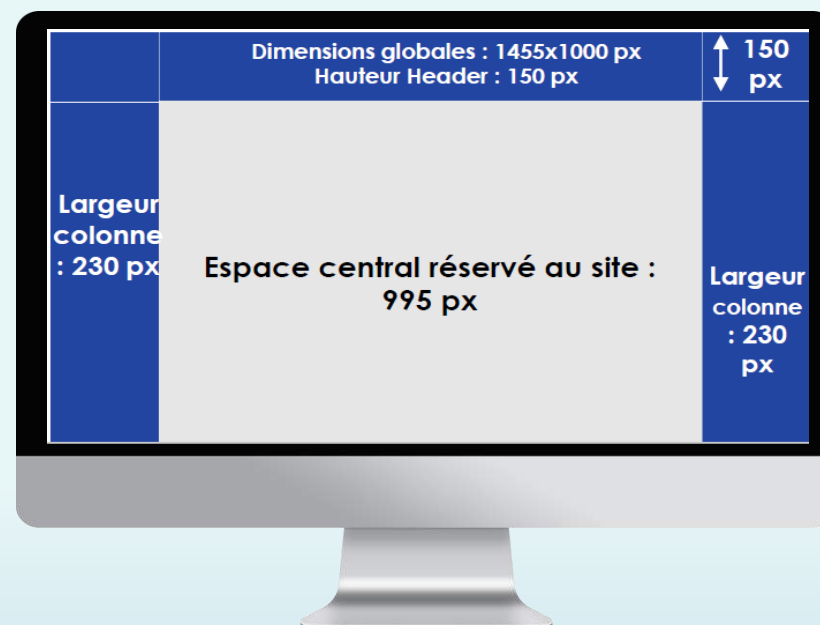 Dimensions globales : 1455x1000 px
Hauteur Header : 150 px
150
px
Largeur
colonne
: 230 px
Espace central réservé au site :
995 px
Largeur
colonne
: 230
px